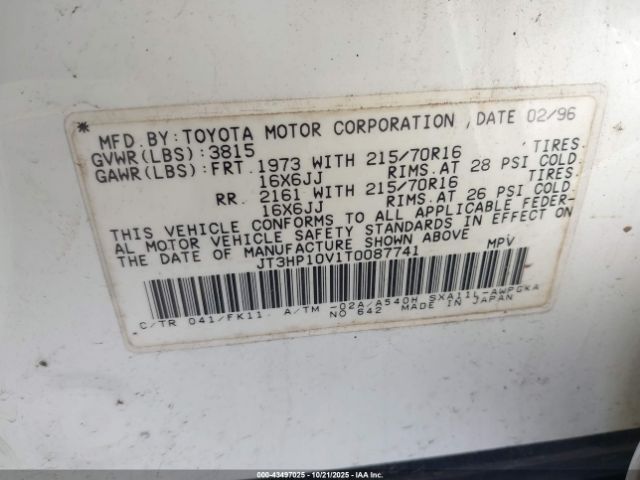 * MFD.BY:TOYOTA MOTOR CORPORATION ,DATE 02/96
GVWR(LBS):3815 TIRES
GAWR(LBS):FRT.1973 WITH 215/70R16
16X6JJ RIMS.AT 28 PSI COLD
TIRES
RR. 2161 WITH 215/70R16
16X6JJ RIMS.AT 26 PSI COLD.
THIS VEHICLE CONFORMS TO ALL APPLICABLE FEDER-
AL MOTOR VEHICLE SAFETY STANDARDS IN EFFECT ON
THE DATE OF MANUFACTURE SHOWN ABOVE.
JT3HP10V1T0087741 MPV
C/TR 041/FK11 A/TM -02A/A540H SXA11L-AWPGKA
NO 642 MADE IN JAPAN
000-43497025 - 10/21/2025 - © IAA Holdings, LLC. IAAI.com